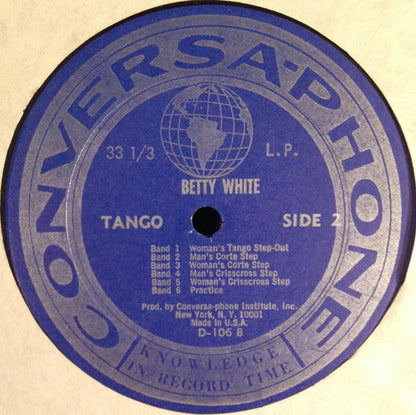 CONVERSA-PHONE
33 1/3 L.P.
BETTY WHITE
TANGO SIDE 2
Band 1 Woman's Tango Step-Out
Band 2 Man's Corte Step
Band 3 Woman's Corte Step
Band 4 Man's Crisscross Step
Band 5 Woman's Crisscross Step
Band 6 Practice
Prod. by Conversa-phone Institute, Inc.
New York, N. Y. 10001
Made in U.S.A.
D-106 B
KNOWLEDGE
IN RECORD TIME